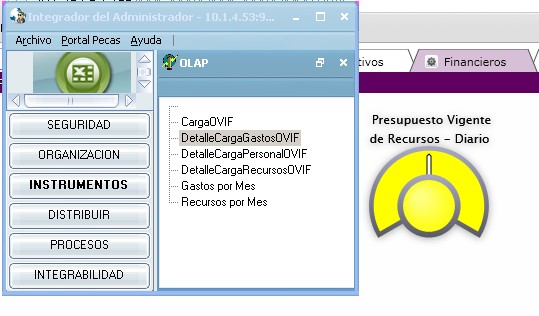 Integrador del Administrador - 10.1.4.53:9...
Archivo Portal Pecas Ayuda
OLAP
SEGURIDAD
ORGANIZACION
INSTRUMENTOS
DISTRIBUIR
PROCESOS
INTEGRABILIDAD
CargaOVIF
DetalleCargaGastosOVIF
DetalleCargaPersonalOVIF
DetalleCargaRecursosOVIF
Gastos por Mes
Recursos por Mes
tivos
Financieros
Presupuesto Vigente
de Recursos - Diario